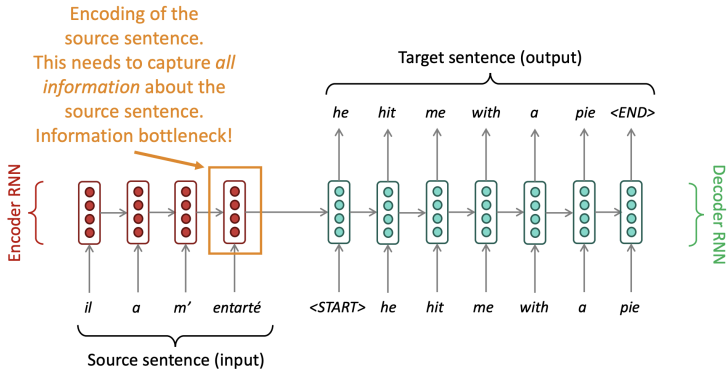 Encoding of the
source sentence.
This needs to capture all
information about the
source sentence.
Information bottleneck!
Target sentence (output)
he hit me with a pie <END>
Encoder RNN
Decoder RNN
il a m’ entarté
<START> he hit me with a pie
Source sentence (input)